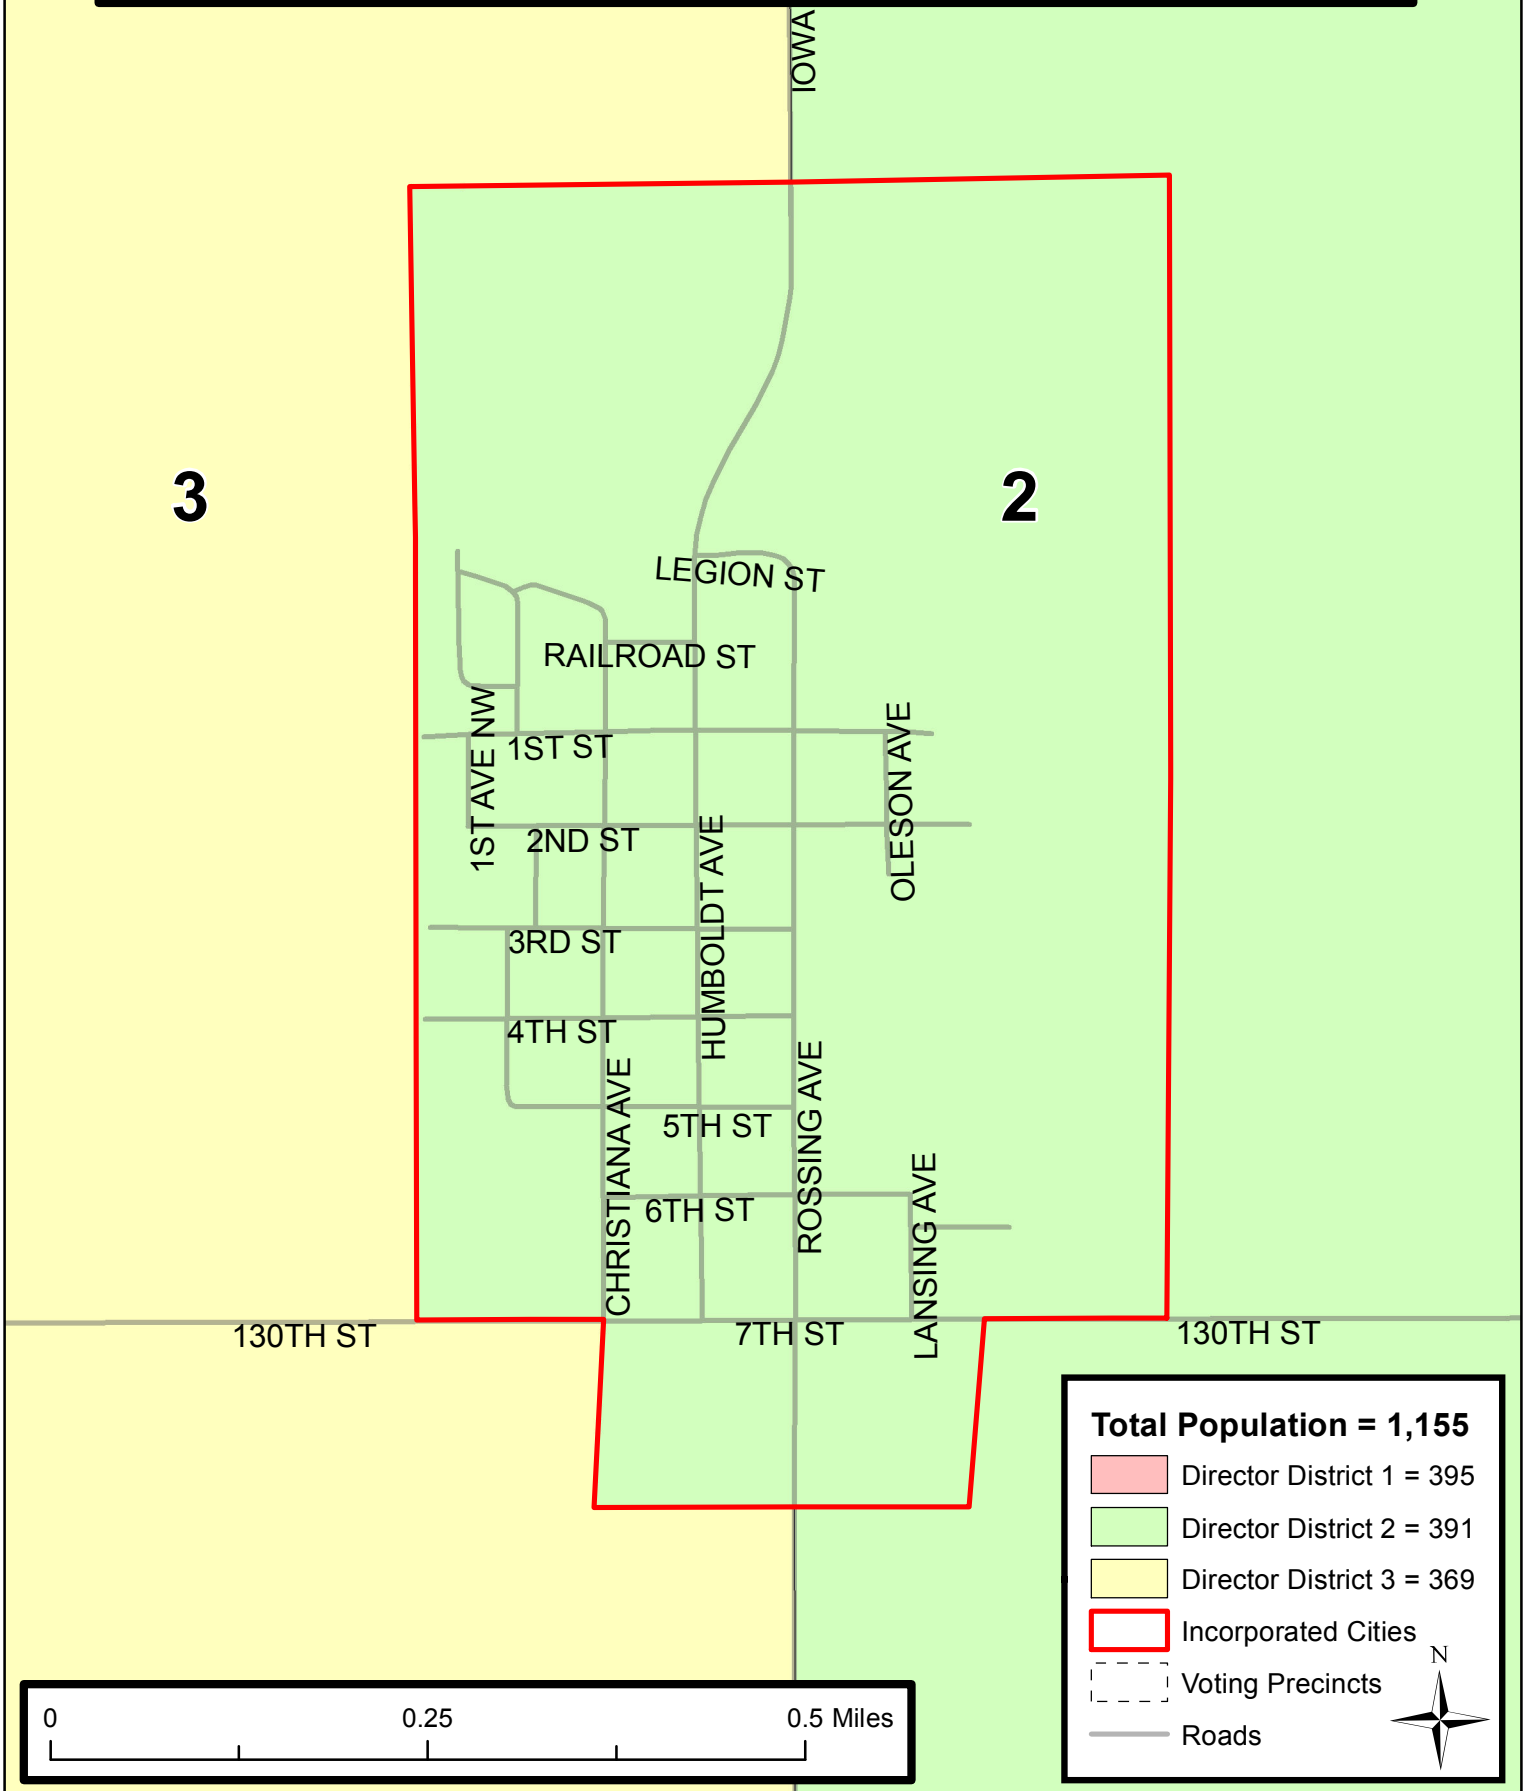 IOWA
3
2
LEGION ST
RAILROAD ST
1ST AVE NW
1ST ST
OLESON AVE
2ND ST
HUMBOLDT AVE
3RD ST
4TH ST
CHRISTIANA AVE
5TH ST
ROSSING AVE
6TH ST
LANSING AVE
130TH ST
7TH ST
130TH ST
Total Population = 1,155
Director District 1 = 395
Director District 2 = 391
Director District 3 = 369
Incorporated Cities
N
Voting Precincts
Roads
0 0.25 0.5 Miles